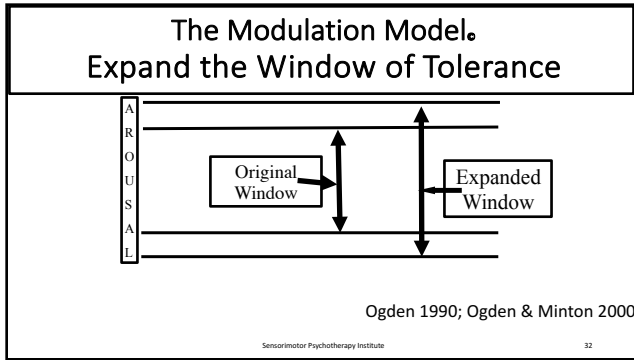 The Modulation Model©
Expand the Window of Tolerance
A
R
O
U
S
A
L
Original
Window
Expanded
Window
Ogden 1990; Ogden & Minton 2000
Sensorimotor Psychotherapy Institute
32